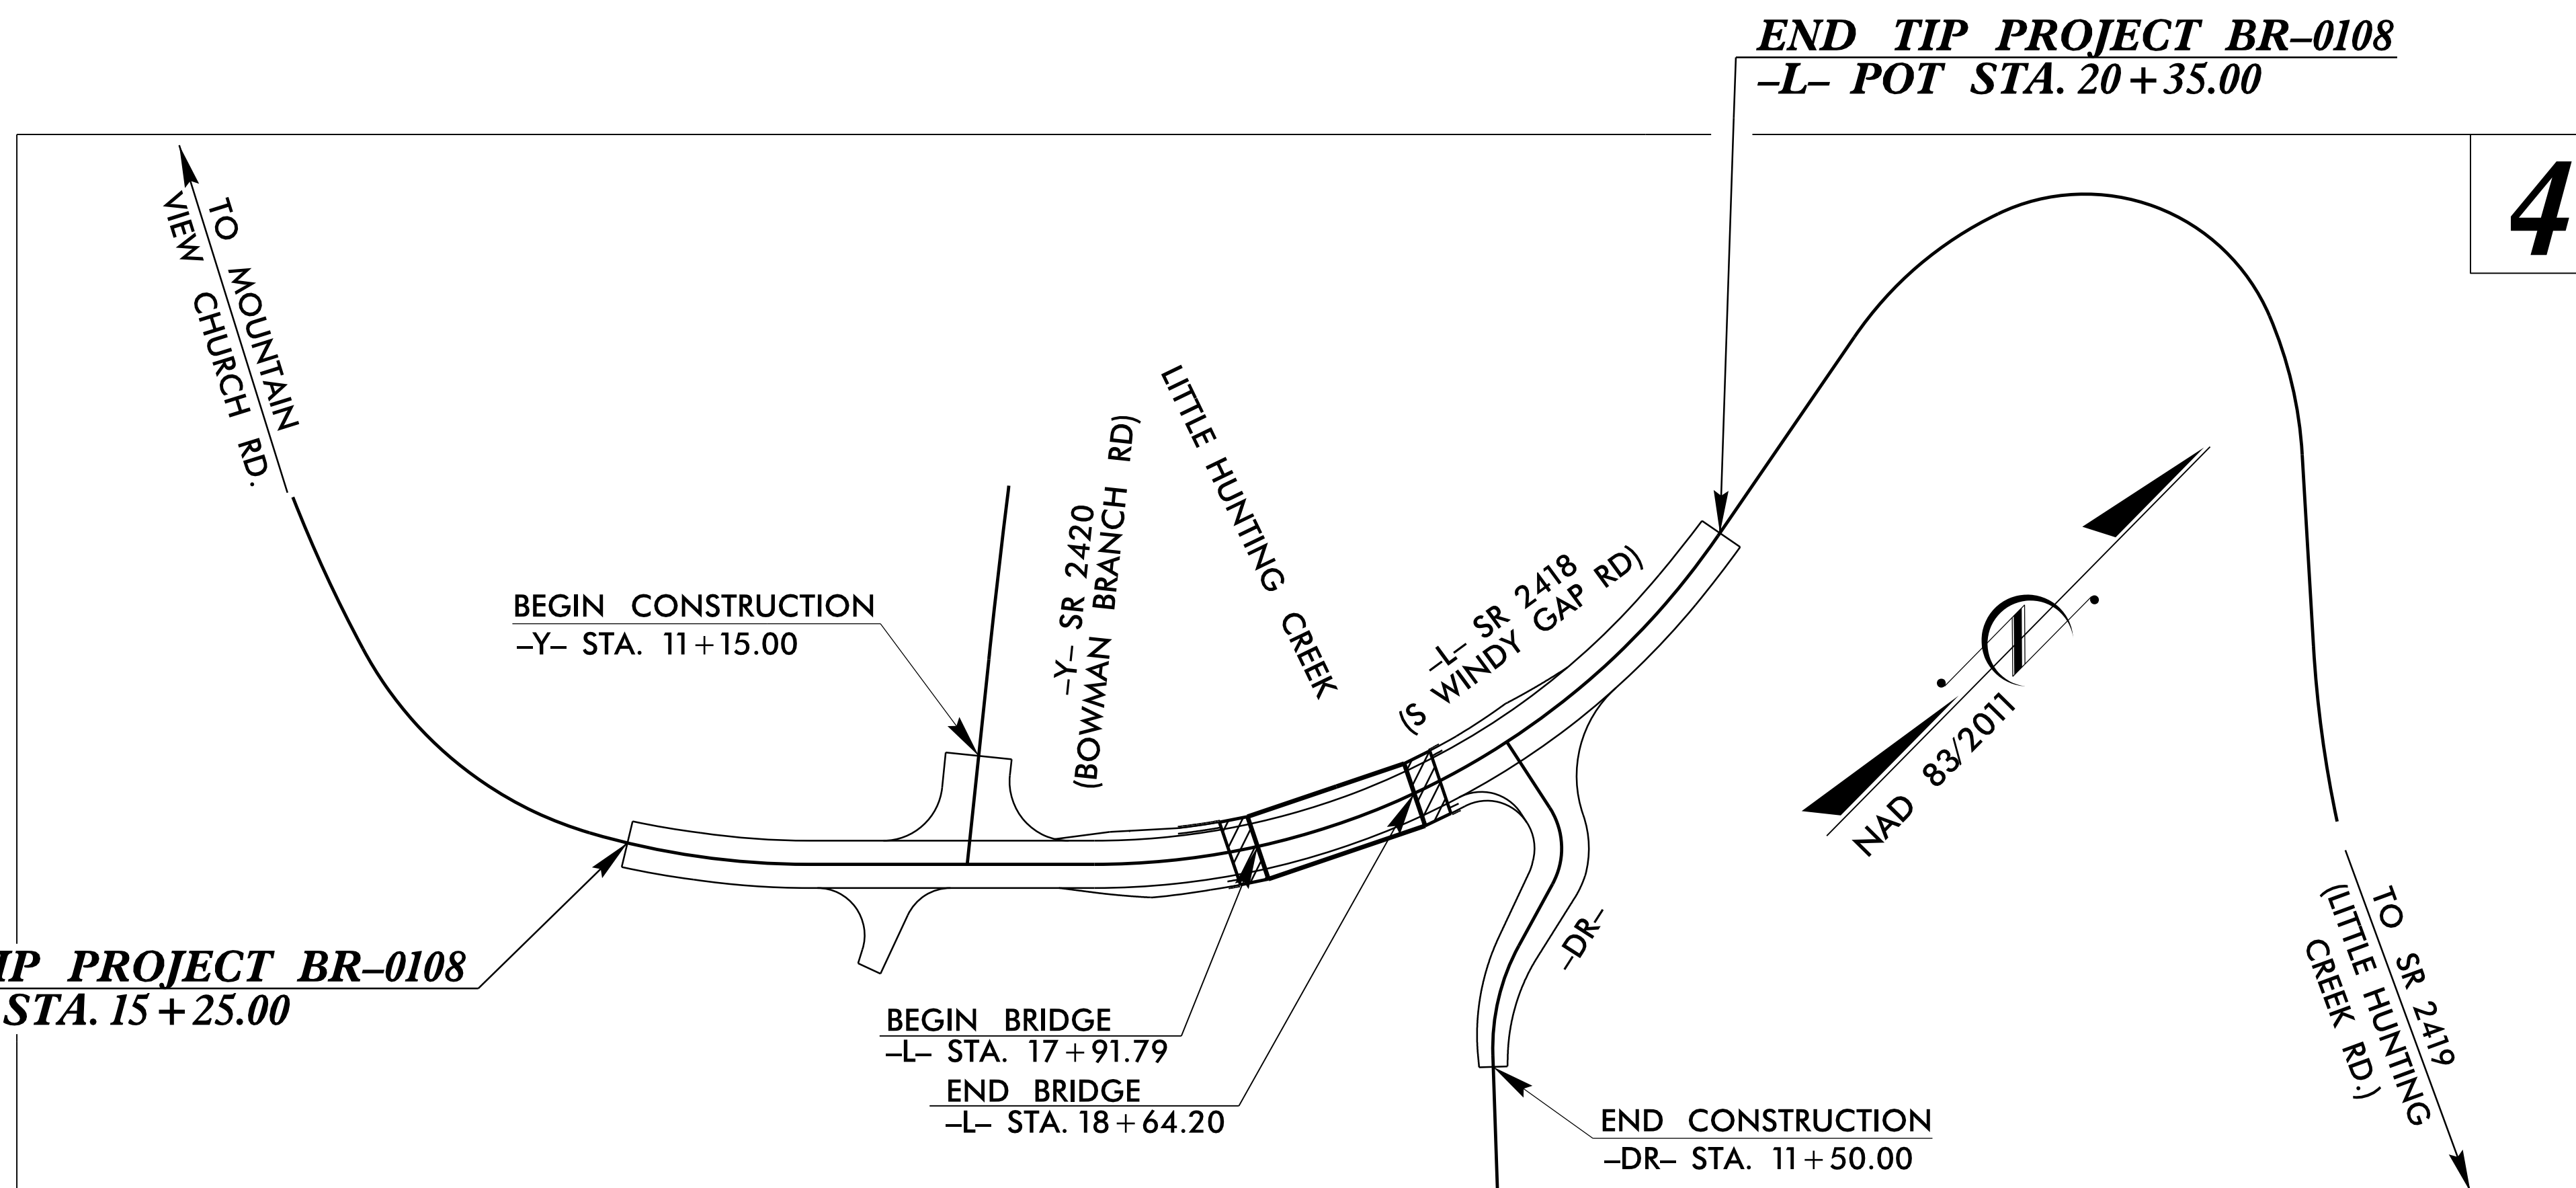 END TIP PROJECT BR–0108
–L– POT STA. 20+35.00
4
TO MOUNTAIN
VIEW CHURCH RD.
BEGIN CONSTRUCTION
–Y– STA. 11+15.00
–Y– SR 2420
(BOWMAN BRANCH RD)
LITTLE HUNTING CREEK
–L– SR 2418
(S WINDY GAP RD)
NAD 83/2011
PROJECT BR–0108
STA. 15+25.00
BEGIN BRIDGE
–L– STA. 17+91.79
END BRIDGE
–L– STA. 18+64.20
–DR–
END CONSTRUCTION
–DR– STA. 11+50.00
TO SR 2419
(LITTLE HUNTING
CREEK RD.)